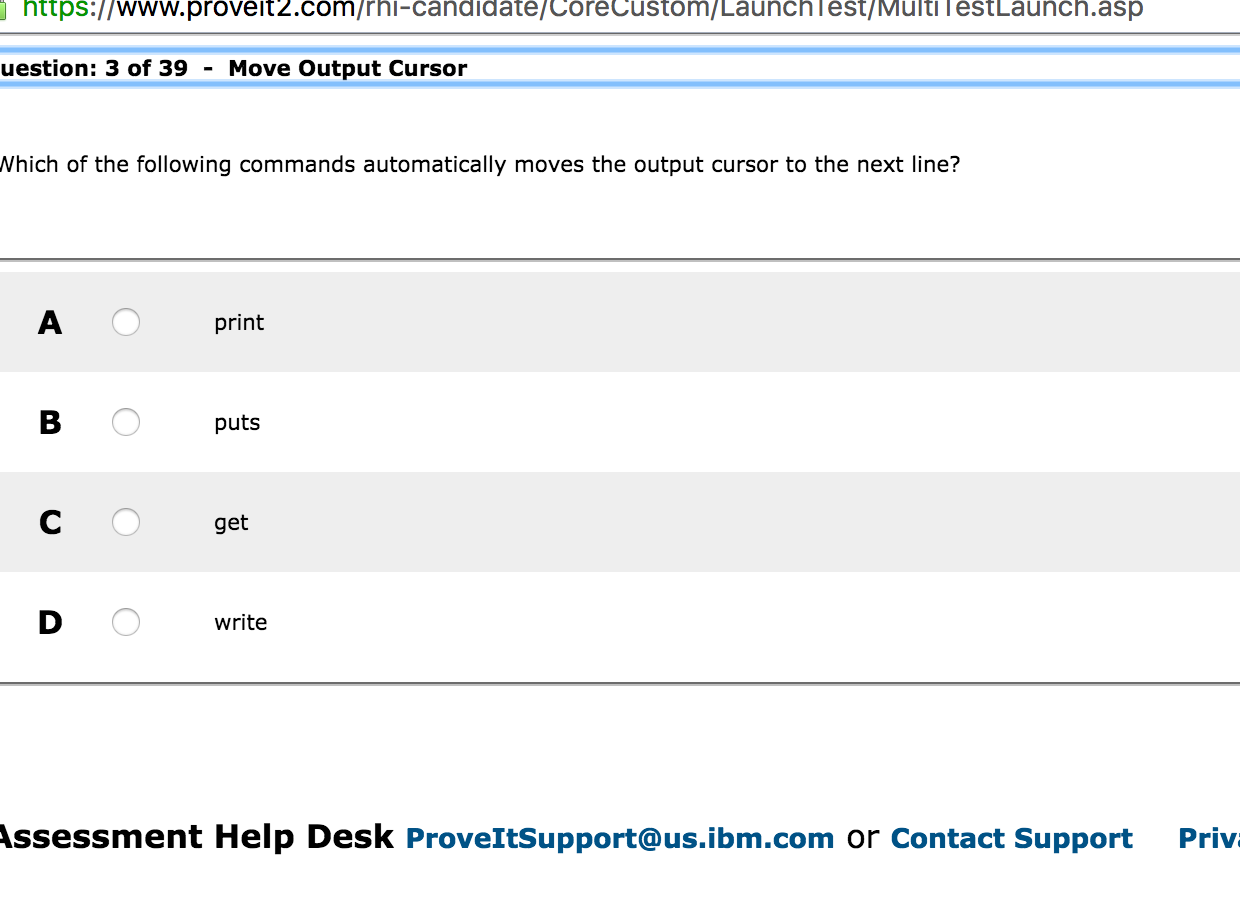 https://www.proveit2.com/rhi-candidate/CoreCustom/LaunchTest/MultiTestLaunch.asp
uestion: 3 of 39 - Move Output Cursor
Which of the following commands automatically moves the output cursor to the next line?
A print
B puts
C get
D write
Assessment Help Desk ProveItSupport@us.ibm.com or Contact Support Priva